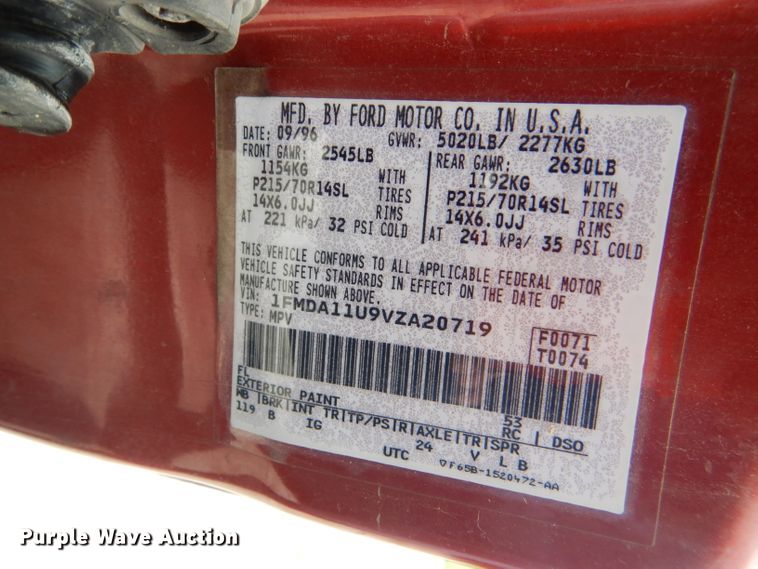 MFD. BY FORD MOTOR CO. IN U.S.A.
DATE: 09/96 GVWR: 5020LB/ 2277KG
FRONT GAWR: 2545LB REAR GAWR: 2630LB
1154KG WITH 1192KG WITH
P215/70R14SL TIRES P215/70R14SL TIRES
14X6.0JJ RIMS 14X6.0JJ RIMS
AT 221 kPa/ 32 PSI COLD AT 241 kPa/ 35 PSI COLD
THIS VEHICLE CONFORMS TO ALL APPLICABLE FEDERAL MOTOR
VEHICLE SAFETY STANDARDS IN EFFECT ON THE DATE OF
MANUFACTURE SHOWN ABOVE.
VIN: 1FMDA11U9VZA20719
TYPE: MPV
F0071
T0074
FL 53
EXTERIOR PAINT RC DSO
WB BRK INT TR TP/PS R AXLE TR SPR
119 B IG 24 V L B
UTC ▽F65B-1520472-AA
Purple Wave Auction